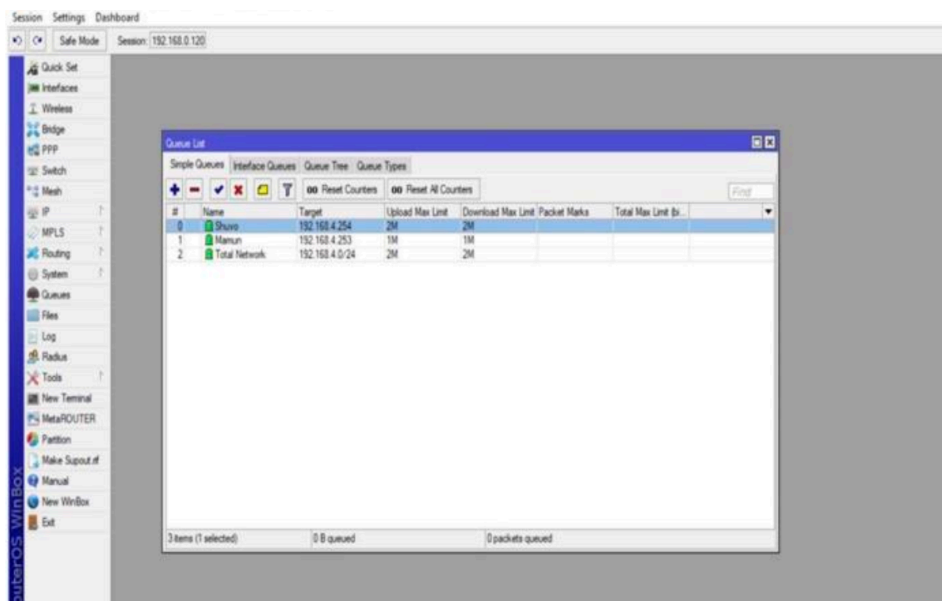 Session Settings Dashboard
Safe Mode Session: 192.168.0.120
Quick Set
Interfaces
Wireless
Bridge
PPP
Switch
Mesh
IP
MPLS
Routing
System
Queues
Files
Log
Radius
Tools
New Terminal
MetaROUTER
Partition
Make Supout.rif
Manual
New WinBox
Exit
RouterOS WinBox
Queue List
Simple Queues Interface Queues Queue Tree Queue Types
00 Reset Counters 00 Reset All Counters Find
# Name Target Upload Max Limit Download Max Limit Packet Marks Total Max Limit (bi...
0 Shuvo 192.168.4.254 2M 2M
1 Mamun 192.168.4.253 1M 1M
2 Total Network 192.168.4.0/24 2M 2M
3 items (1 selected) 0 B queued 0 packets queued